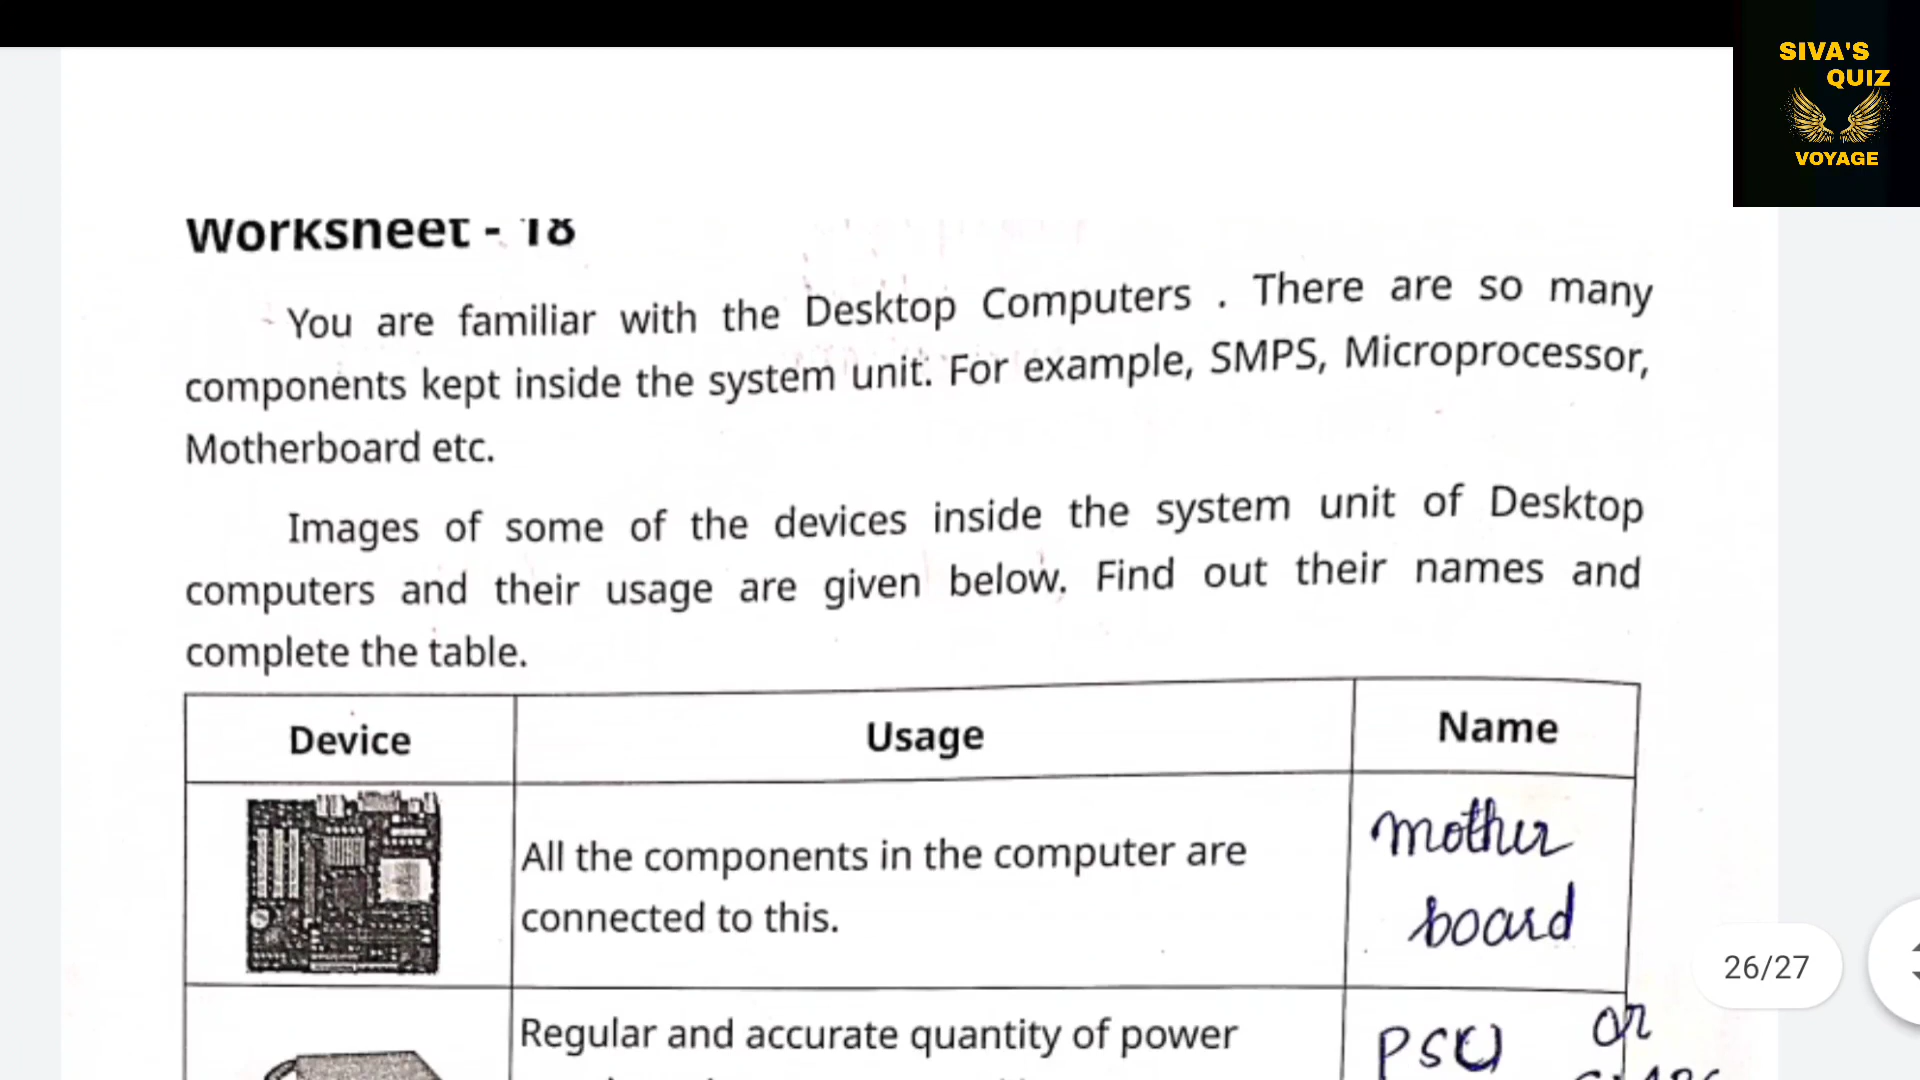 SIVA'S
QUIZ
VOYAGE
Worksheet - 18
You are familiar with the Desktop Computers . There are so many
components kept inside the system unit. For example, SMPS, Microprocessor,
Motherboard etc.
Images of some of the devices inside the system unit of Desktop
computers and their usage are given below. Find out their names and
complete the table.
Device Usage Name
All the components in the computer are
connected to this.
mother
board
Regular and accurate quantity of power
PSU or
26/27